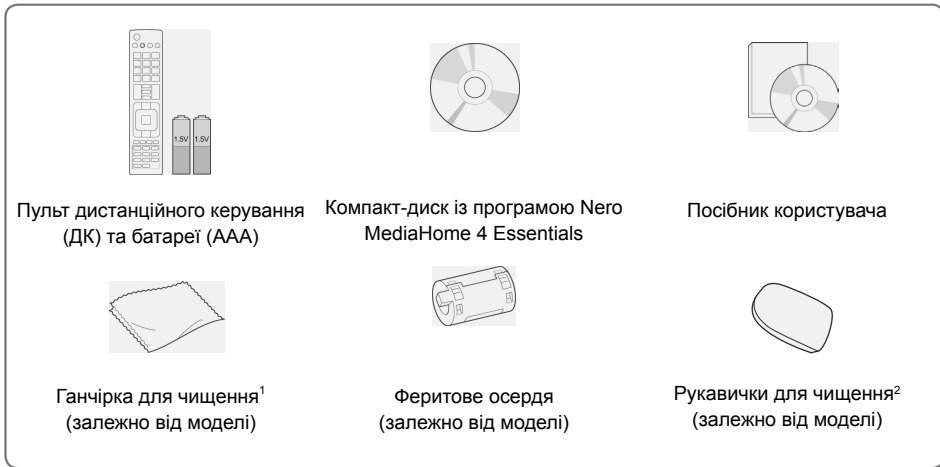 1.5V 1.5V
Пульт дистанційного керування
(ДК) та батареї (AAA)
Компакт-диск із програмою Nero
MediaHome 4 Essentials
Посібник користувача
Ганчірка для чищення¹
(залежно від моделі)
Феритове осердя
(залежно від моделі)
Рукавички для чищення²
(залежно від моделі)